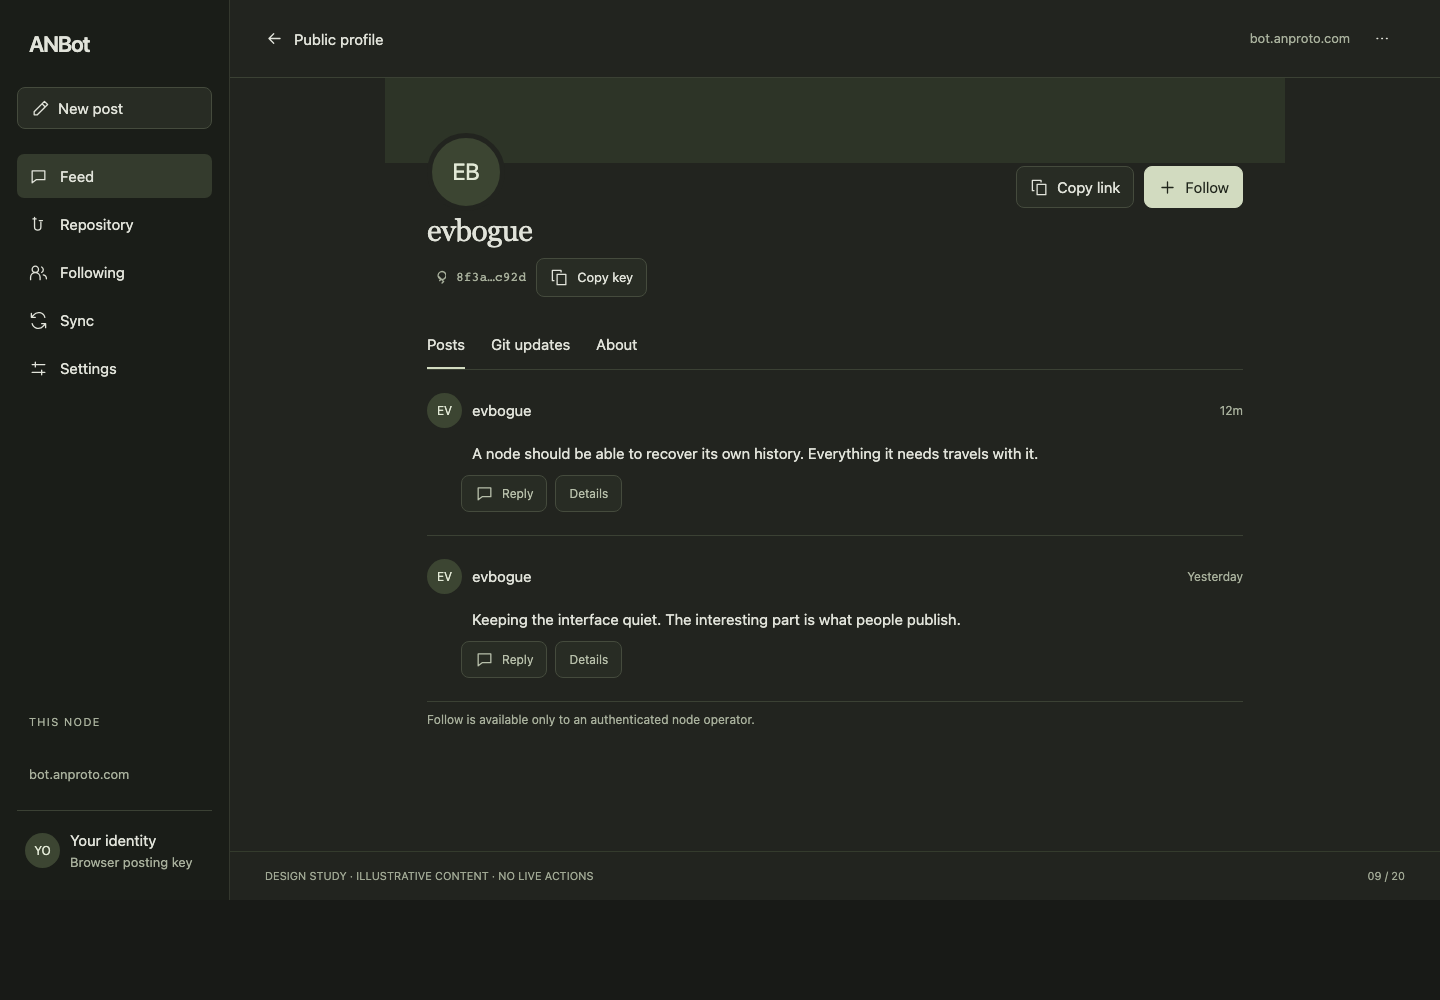 ANBot
New post
Feed
Repository
Following
Sync
Settings
THIS NODE
bot.anproto.com
YO
Your identity
Browser posting key
Public profile
bot.anproto.com
···
EB
Copy link
Follow
evbogue
8f3a…c92d
Copy key
Posts Git updates About
EV evbogue 12m
A node should be able to recover its own history. Everything it needs travels with it.
Reply Details
EV evbogue Yesterday
Keeping the interface quiet. The interesting part is what people publish.
Reply Details
Follow is available only to an authenticated node operator.
DESIGN STUDY · ILLUSTRATIVE CONTENT · NO LIVE ACTIONS 09 / 20